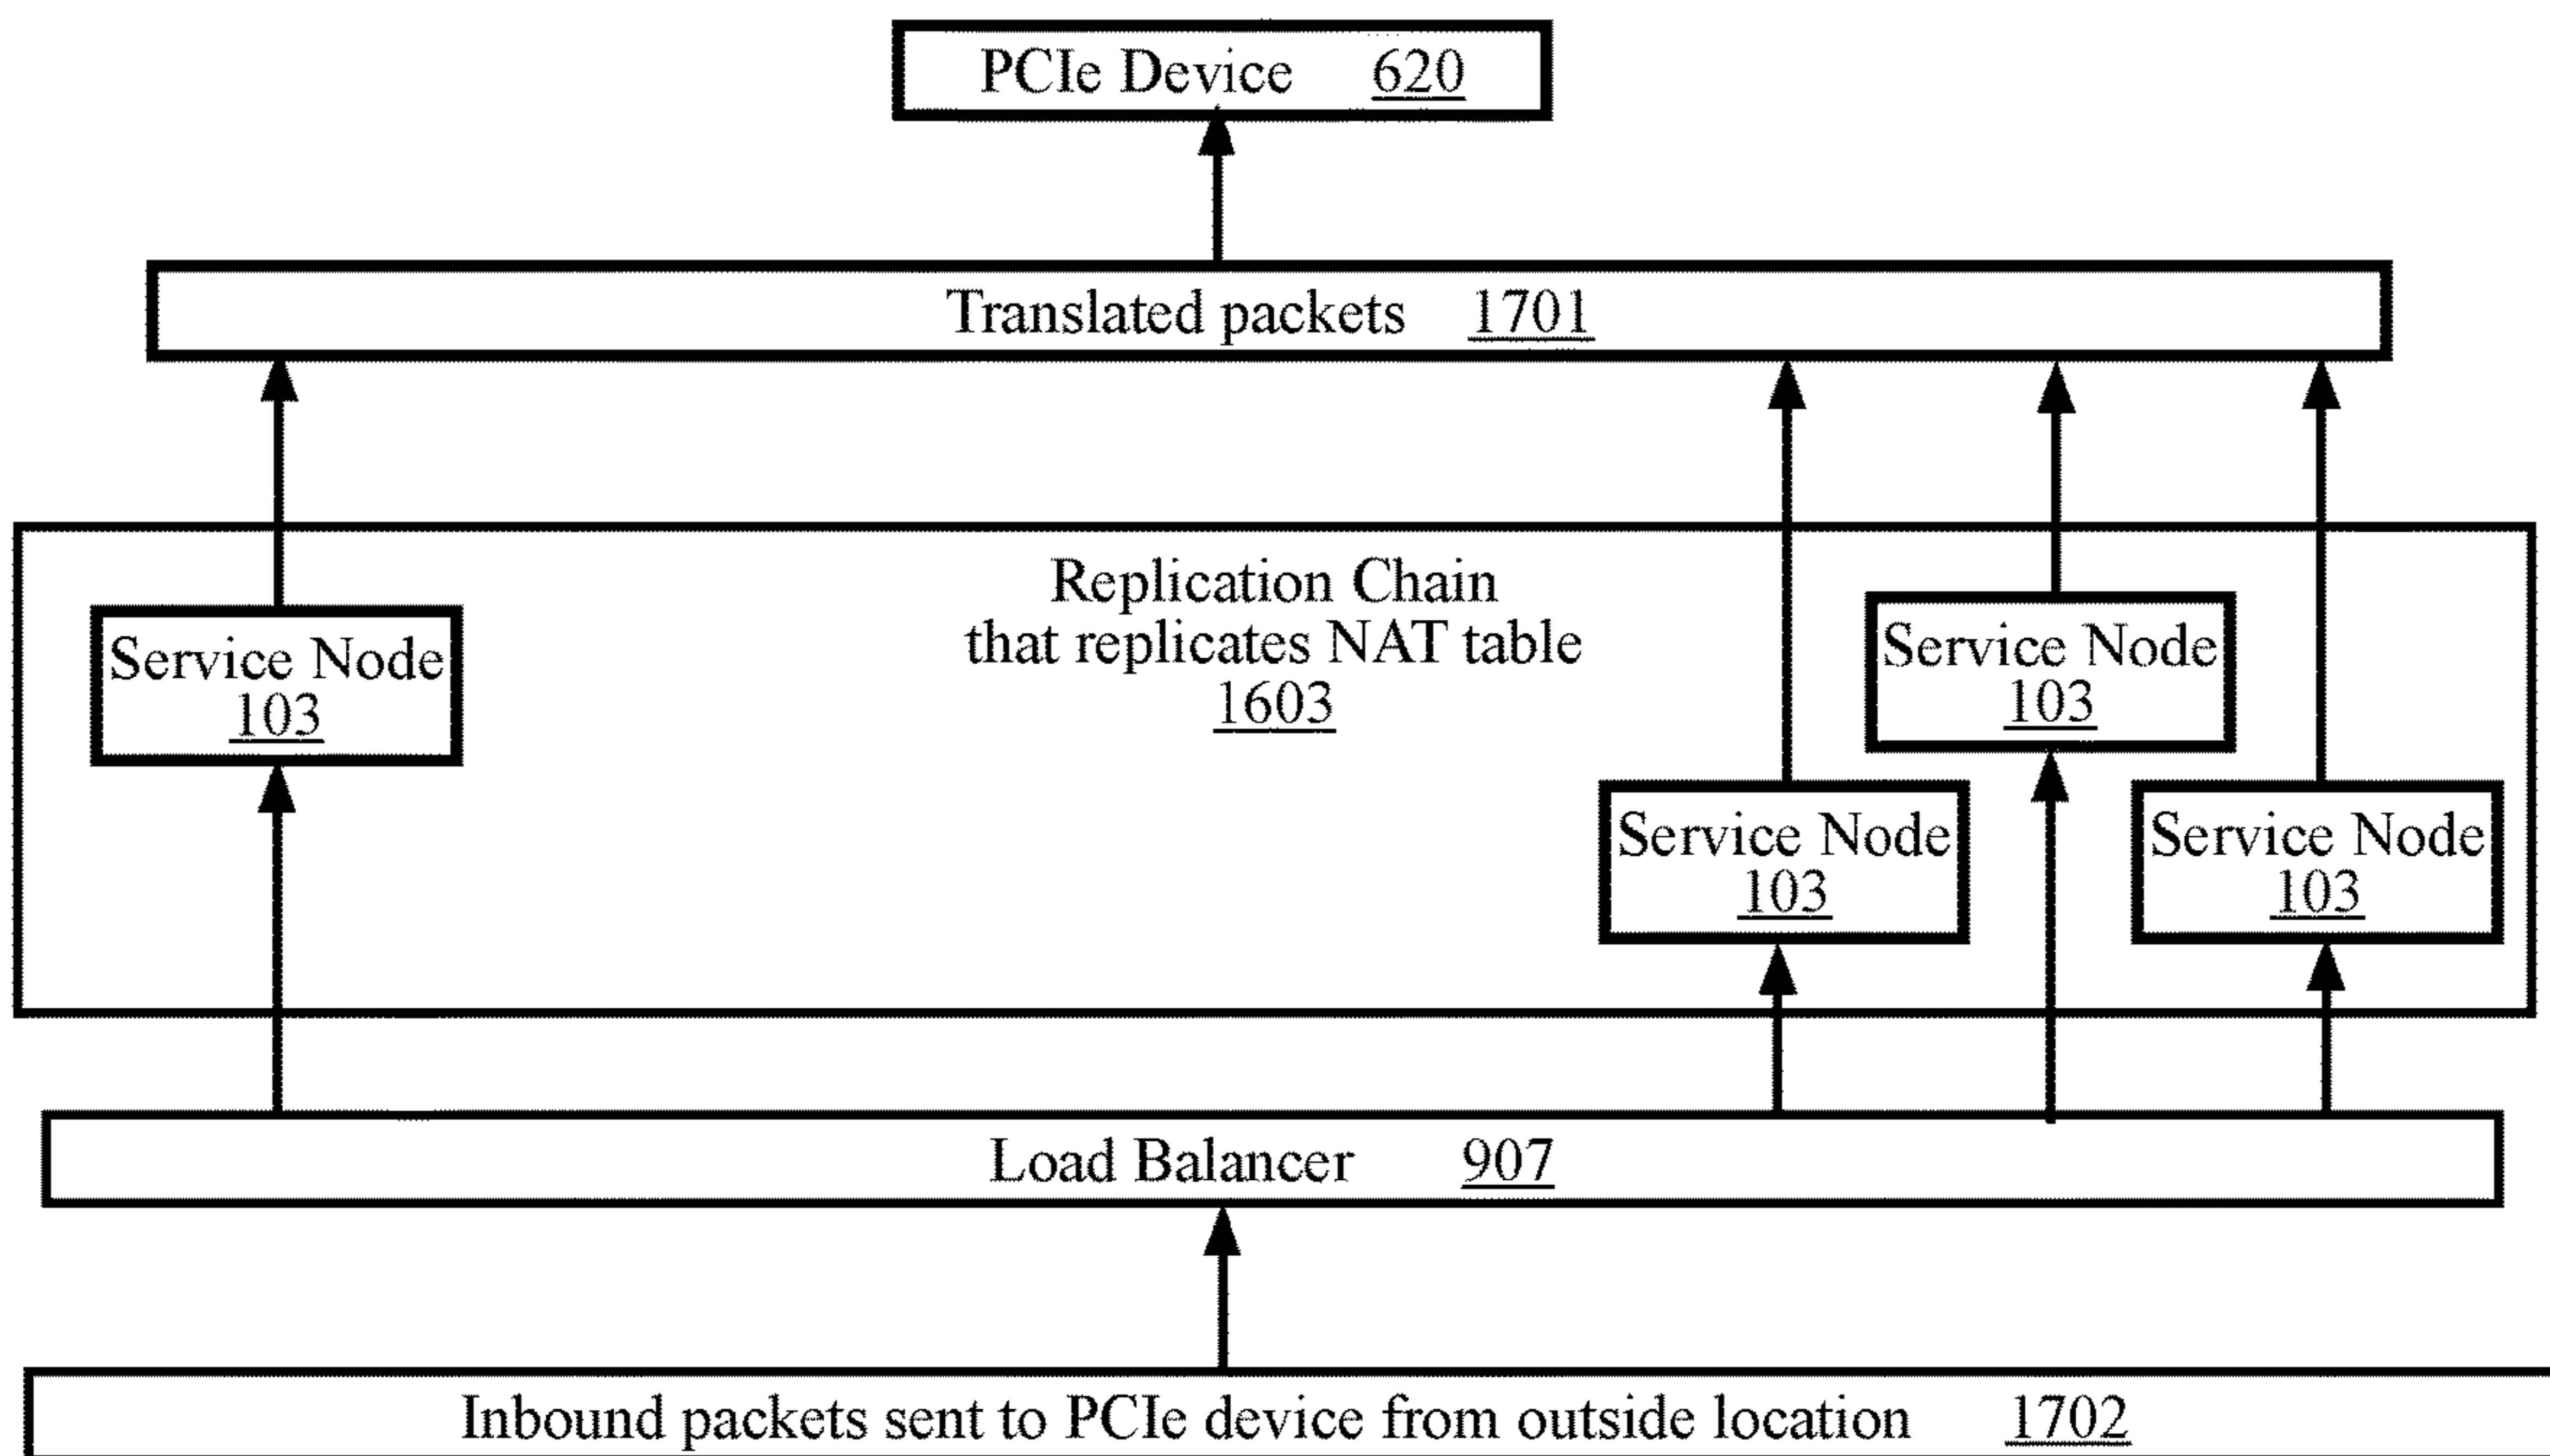 PCIe Device 620
Translated packets 1701
Replication Chain
that replicates NAT table
1603
Service Node
103
Service Node
103
Service Node
103
Service Node
103
Load Balancer 907
Inbound packets sent to PCIe device from outside location 1702